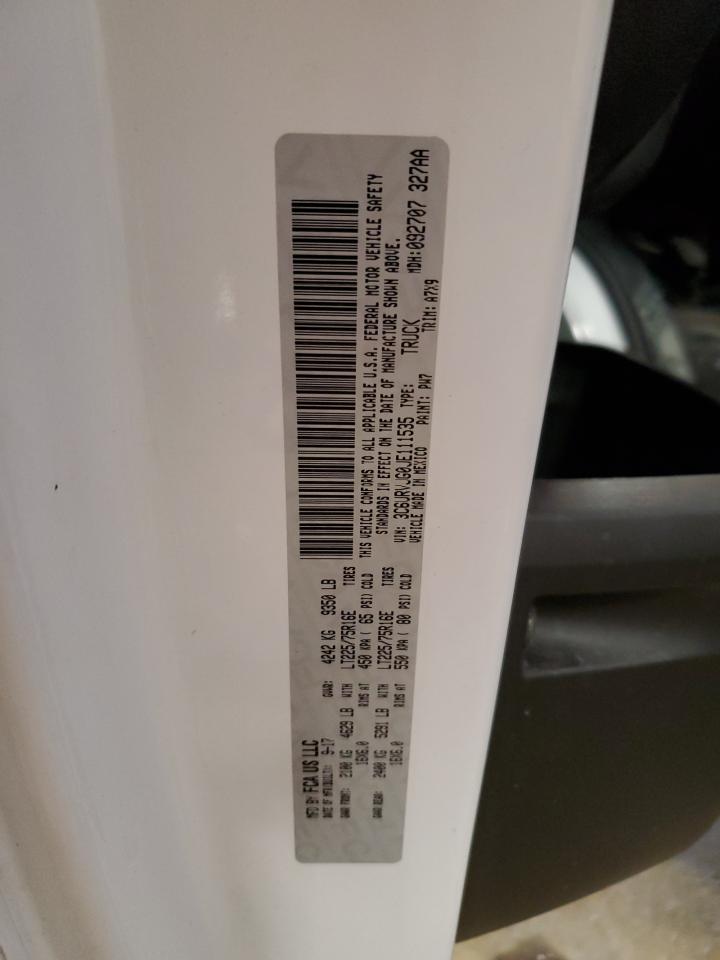 MFD BY FCA US LLC
DATE OF MFR(BUILT): 9-17 GVWR: 4242 KG 9350 LB
GAWR FRONT: 2100 KG 4629 LB WITH LT225/75R16E TIRES
16X6.0 RIMS AT 450 KPA ( 65 PSI) COLD
GAWR REAR: 2400 KG 5291 LB WITH LT225/75R16E TIRES
16X6.0 RIMS AT 550 KPA ( 80 PSI) COLD
THIS VEHICLE CONFORMS TO ALL APPLICABLE U.S.A. FEDERAL MOTOR VEHICLE SAFETY
STANDARDS IN EFFECT ON THE DATE OF MANUFACTURE SHOWN ABOVE.
VIN: 3C6URVJG0JE111535 TYPE: TRUCK MDH:092707 327AA
VEHICLE MADE IN MEXICO PAINT: PW7 TRIM: A7X9